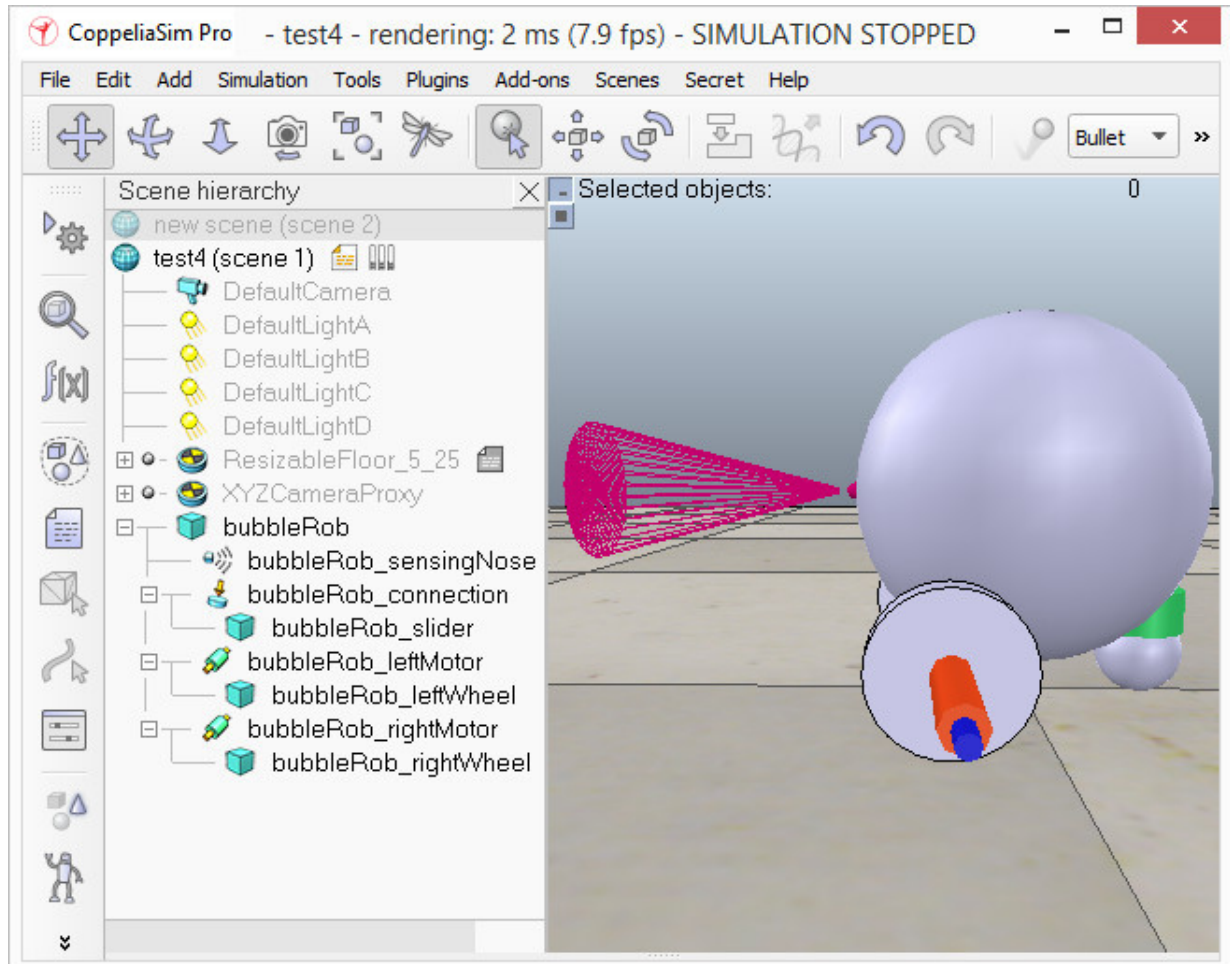 CoppeliaSim Pro - test4 - rendering: 2 ms (7.9 fps) - SIMULATION STOPPED
File Edit Add Simulation Tools Plugins Add-ons Scenes Secret Help
Bullet
Scene hierarchy
Selected objects: 0
new scene (scene 2)
test4 (scene 1)
DefaultCamera
DefaultLightA
DefaultLightB
f(x)
DefaultLightC
DefaultLightD
ResizableFloor_5_25
XYZCameraProxy
bubbleRob
bubbleRob_sensingNose
bubbleRob_connection
bubbleRob_slider
bubbleRob_leftMotor
bubbleRob_leftWheel
bubbleRob_rightMotor
bubbleRob_rightWheel